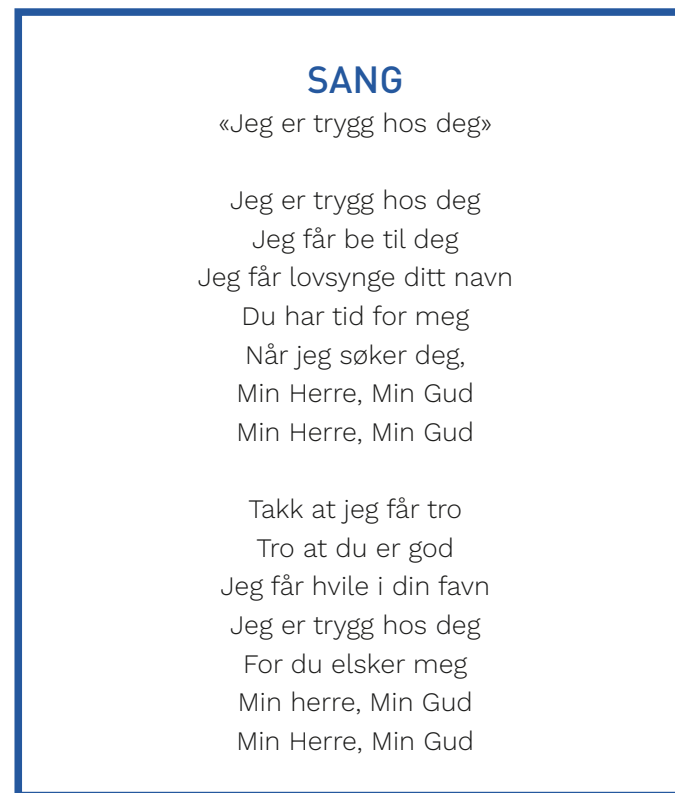 SANG
«Jeg er trygg hos deg»
Jeg er trygg hos deg
Jeg får be til deg
Jeg får lovsynge ditt navn
Du har tid for meg
Når jeg søker deg,
Min Herre, Min Gud
Min Herre, Min Gud
Takk at jeg får tro
Tro at du er god
Jeg får hvile i din favn
Jeg er trygg hos deg
For du elsker meg
Min herre, Min Gud
Min Herre, Min Gud